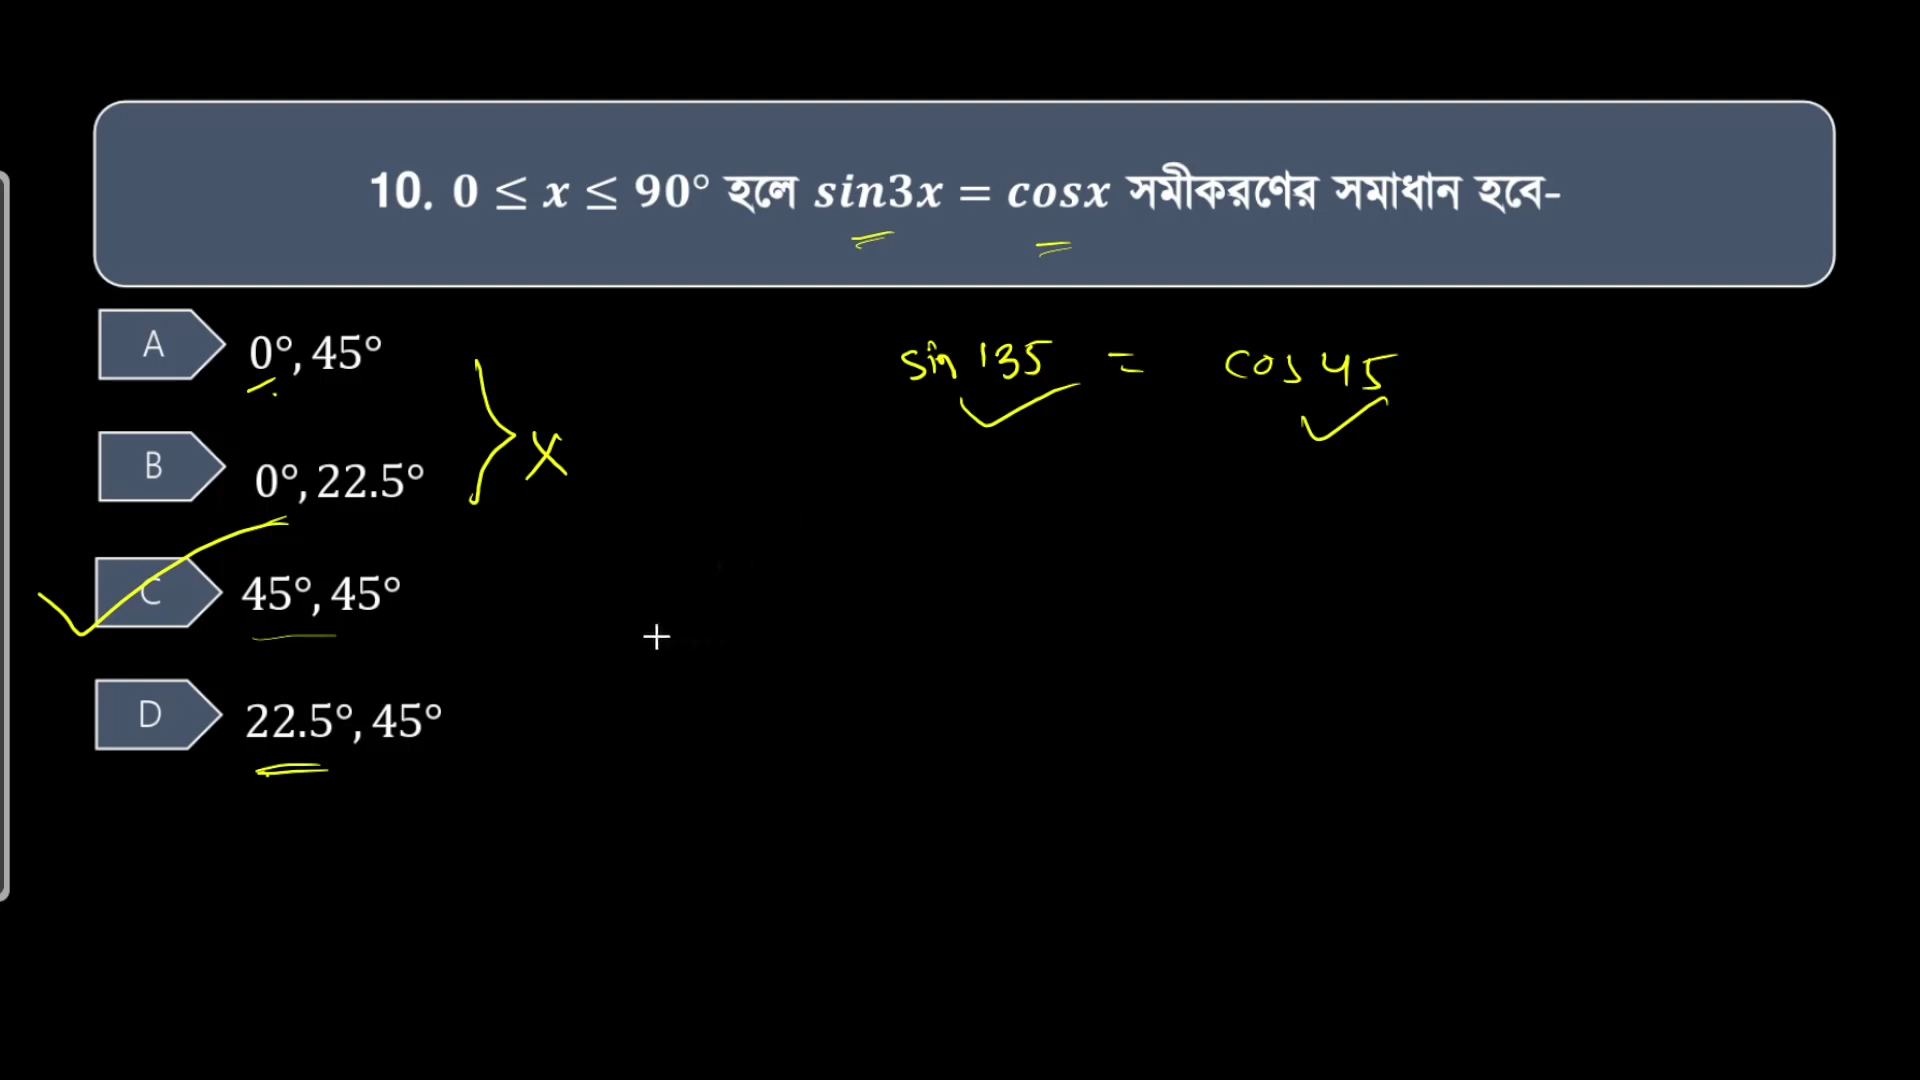 10. 0 ≤ x ≤ 90° হলে sin3x = cosx সমীকরণের সমাধান হবে-
A 0°, 45°
B 0°, 22.5°
C 45°, 45°
D 22.5°, 45°
X
sin 135 = cos 45